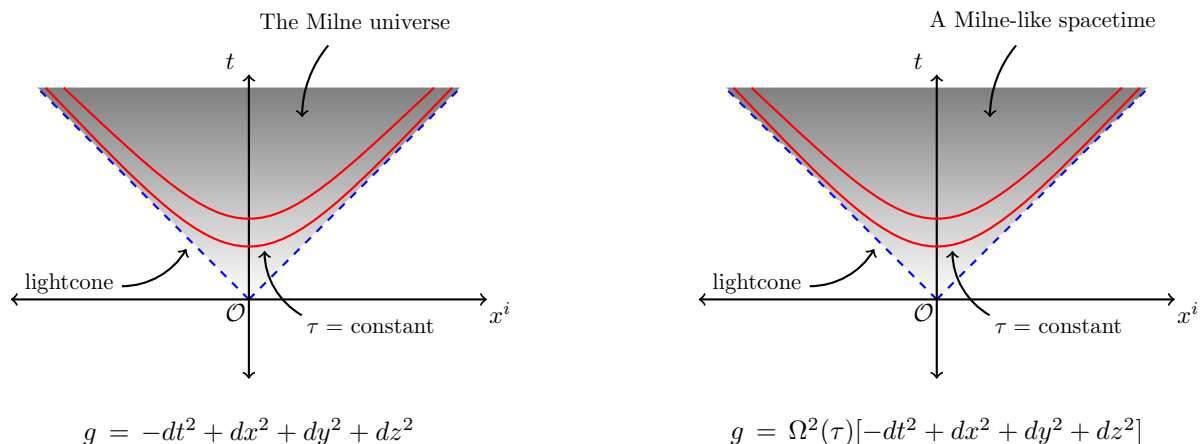 The Milne universe
t
lightcone
𝒪
τ = constant
x^i
g = −dt² + dx² + dy² + dz²
A Milne-like spacetime
t
lightcone
𝒪
τ = constant
x^i
g = Ω²(τ)[−dt² + dx² + dy² + dz²]